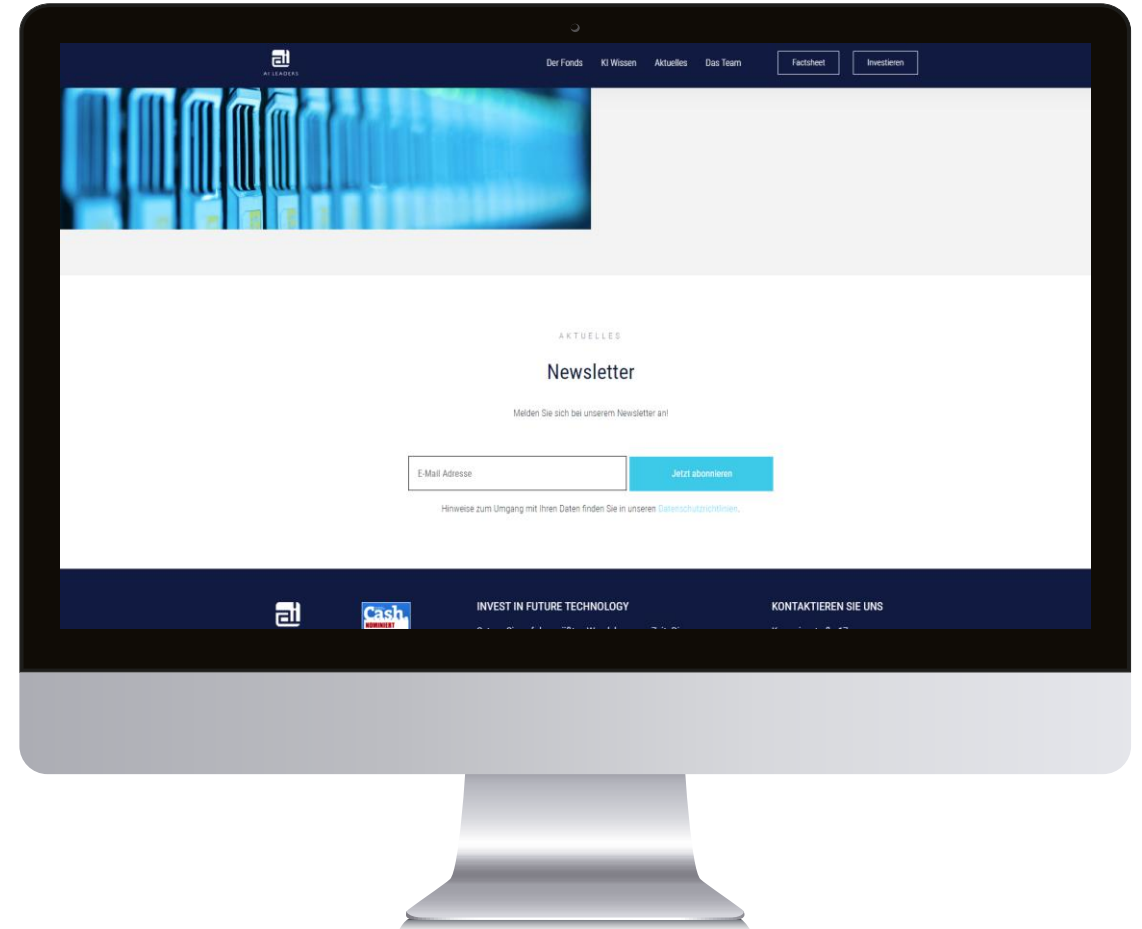 ai
AI LEADERS
Der Fonds KI Wissen Aktuelles Das Team Factsheet Investieren
AKTUELLES
Newsletter
Melden Sie sich bei unserem Newsletter an!
E-Mail Adresse Jetzt abonnieren
Hinweise zum Umgang mit Ihren Daten finden Sie in unseren Datenschutzrichtlinien.
ai
Cash.
NOMINIERT
INVEST IN FUTURE TECHNOLOGY
KONTAKTIEREN SIE UNS